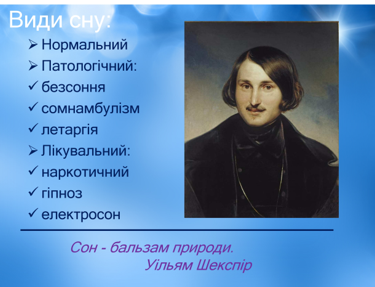 Види сну:
Нормальний
Патологічний:
безсоння
сомнамбулізм
летаргія
Лікувальний:
наркотичний
гіпноз
електросон
Сон - бальзам природи.
Уільям Шекспір